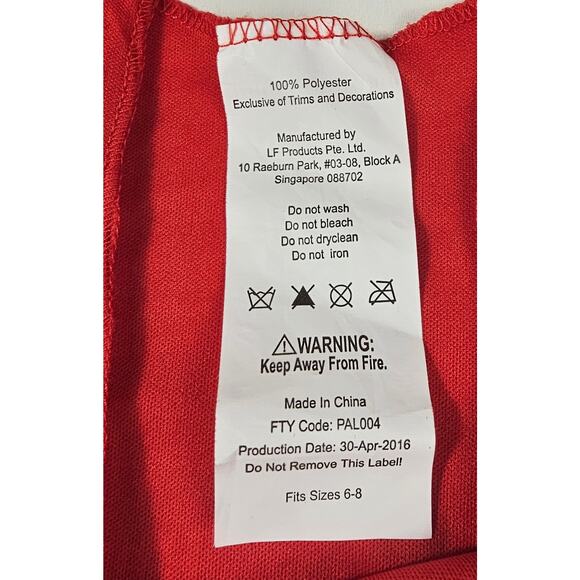 100% Polyester
Exclusive of Trims and Decorations
Manufactured by
LF Products Pte. Ltd.
10 Raeburn Park, #03-08, Block A
Singapore 088702
Do not wash
Do not bleach
Do not dryclean
Do not iron
WARNING:
Keep Away From Fire.
Made In China
FTY Code: PAL004
Production Date: 30-Apr-2016
Do Not Remove This Label!
Fits Sizes 6-8